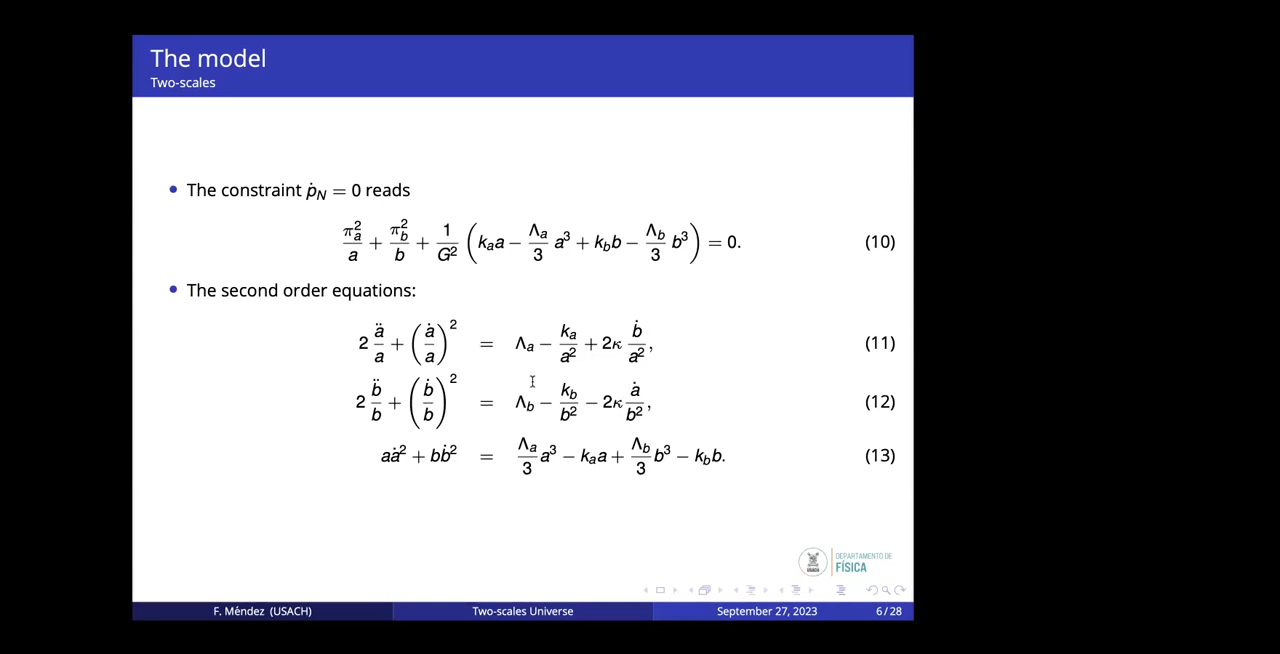 The model
Two-scales
• The constraint ṗ_N = 0 reads
π_a²/a + π_b²/b + 1/G² (k_a a − Λ_a/3 a³ + k_b b − Λ_b/3 b³) = 0. (10)
• The second order equations:
2 ä/a + (ȧ/a)² = Λ_a − k_a/a² + 2κ ḃ/a², (11)
2 b̈/b + (ḃ/b)² = Λ_b − k_b/b² − 2κ ȧ/b², (12)
aȧ² + bḃ² = Λ_a/3 a³ − k_a a + Λ_b/3 b³ − k_b b. (13)
DEPARTAMENTO DE
FÍSICA
USACH
F. Méndez (USACH) Two-scales Universe September 27, 2023 6 / 28